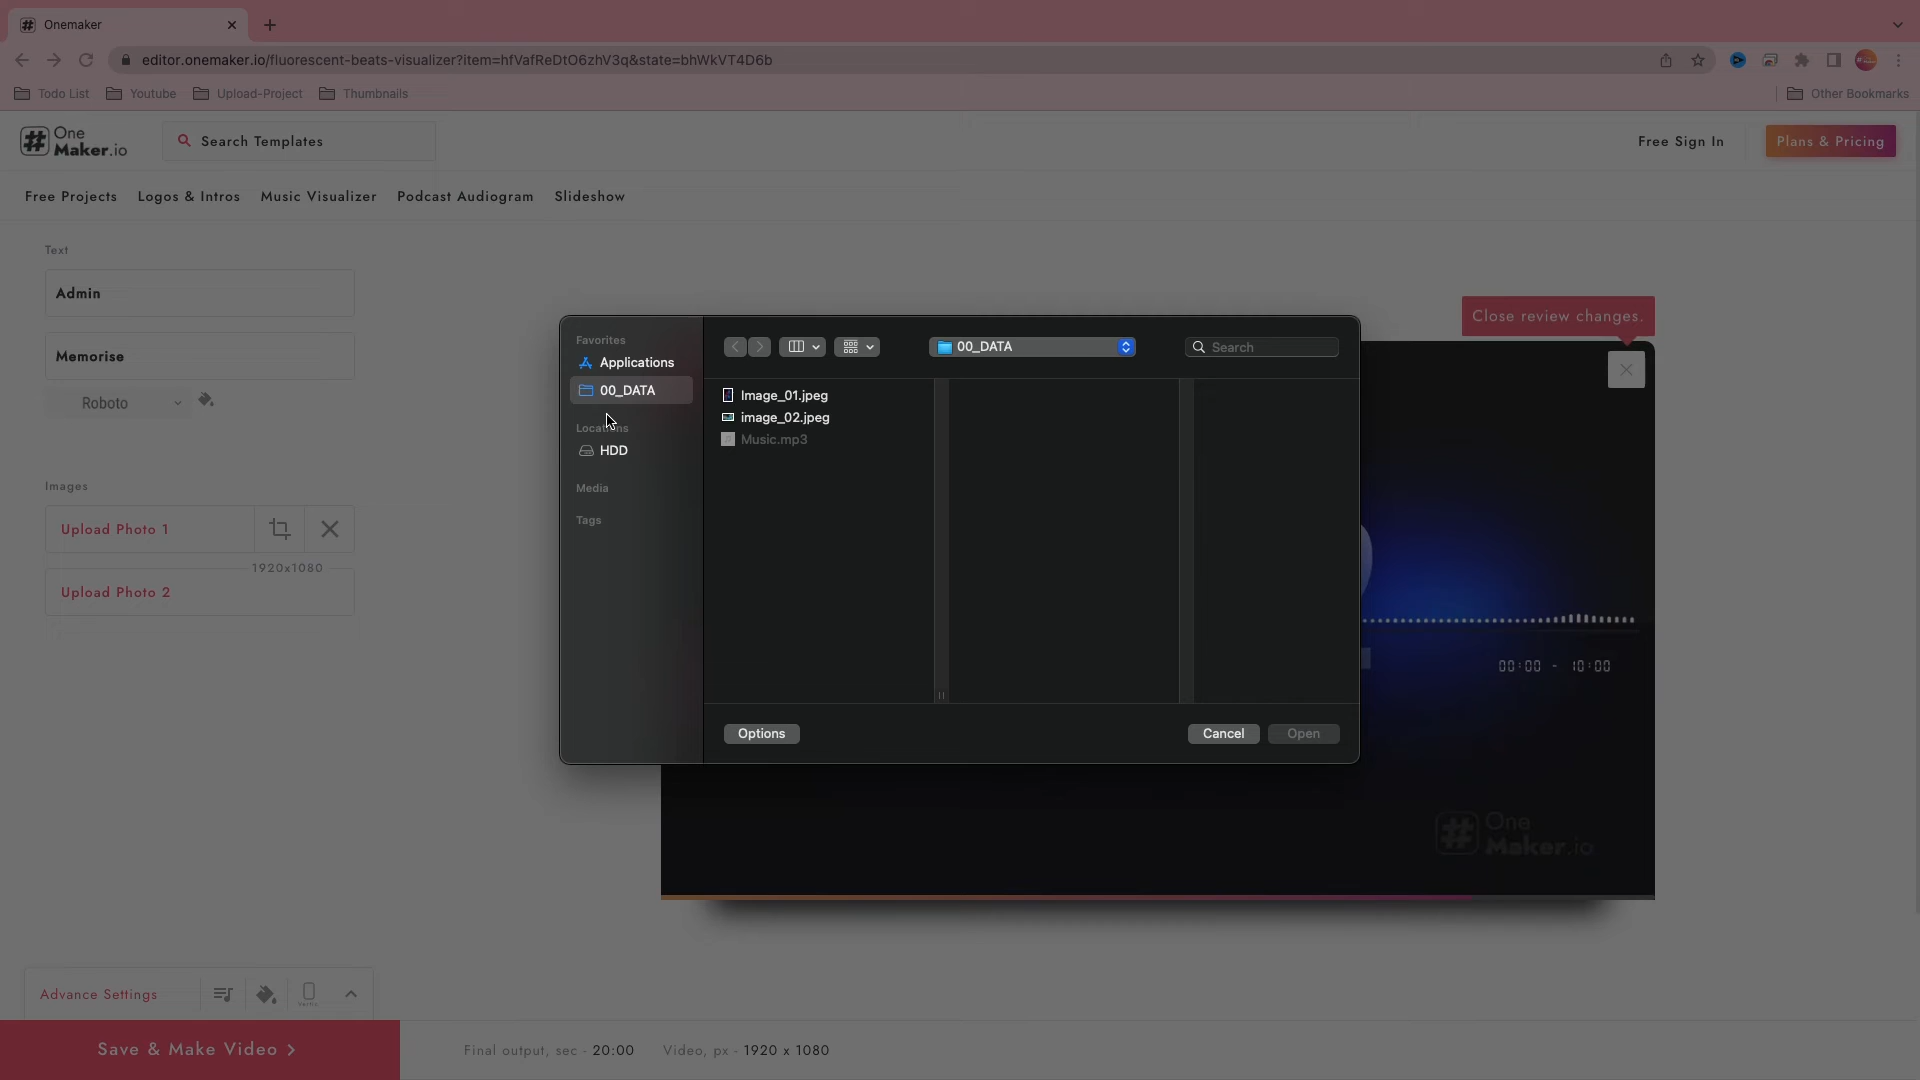 Onemaker
editor.onemaker.io/fluorescent-beats-visualizer?item=hfVafReDtO6zhV3q&state=bhWkVT4D6b
Todo List Youtube Upload-Project Thumbnails Other Bookmarks
# One Maker.io
Search Templates
Free Sign In
Plans & Pricing
Free Projects Logos & Intros Music Visualizer Podcast Audiogram Slideshow
Text
Admin
Memorise
Roboto
Images
Upload Photo 1
1920x1080
Upload Photo 2
Close review changes.
Favorites
Applications
00_DATA
Locations
HDD
Media
Tags
00_DATA
Search
Image_01.jpeg
image_02.jpeg
Music.mp3
Options
Cancel
Open
00:00 - 10:00
# One
Maker.io
Advance Settings
Save & Make Video >
Final output, sec - 20:00 Video, px - 1920 x 1080